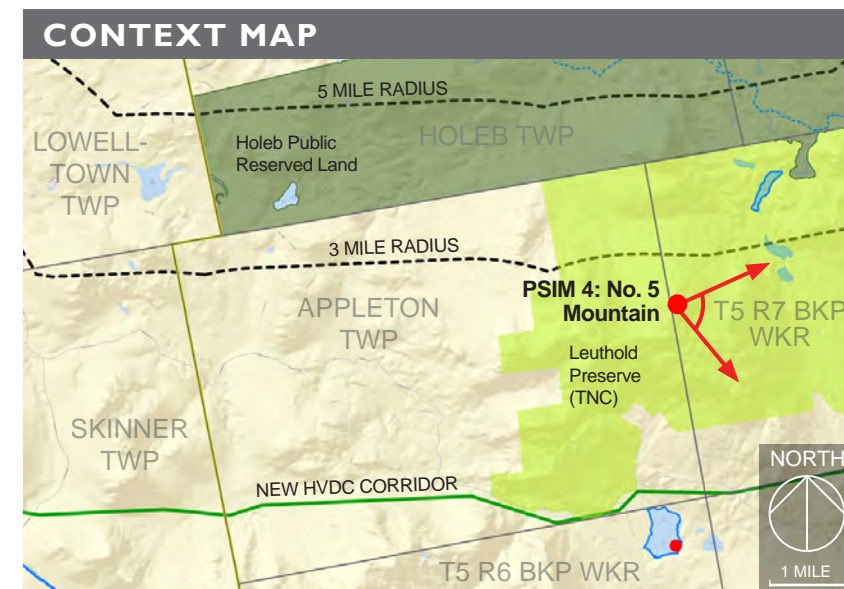 CONTEXT MAP
5 MILE RADIUS
LOWELL-
TOWN
TWP
Holeb Public
Reserved Land
HOLEB TWP
3 MILE RADIUS
APPLETON
TWP
PSIM 4: No. 5
Mountain
T5 R7 BKP
WKR
Leuthold
Preserve
(TNC)
SKINNER
TWP
NEW HVDC CORRIDOR
NORTH
T5 R6 BKP WKR
1 MILE